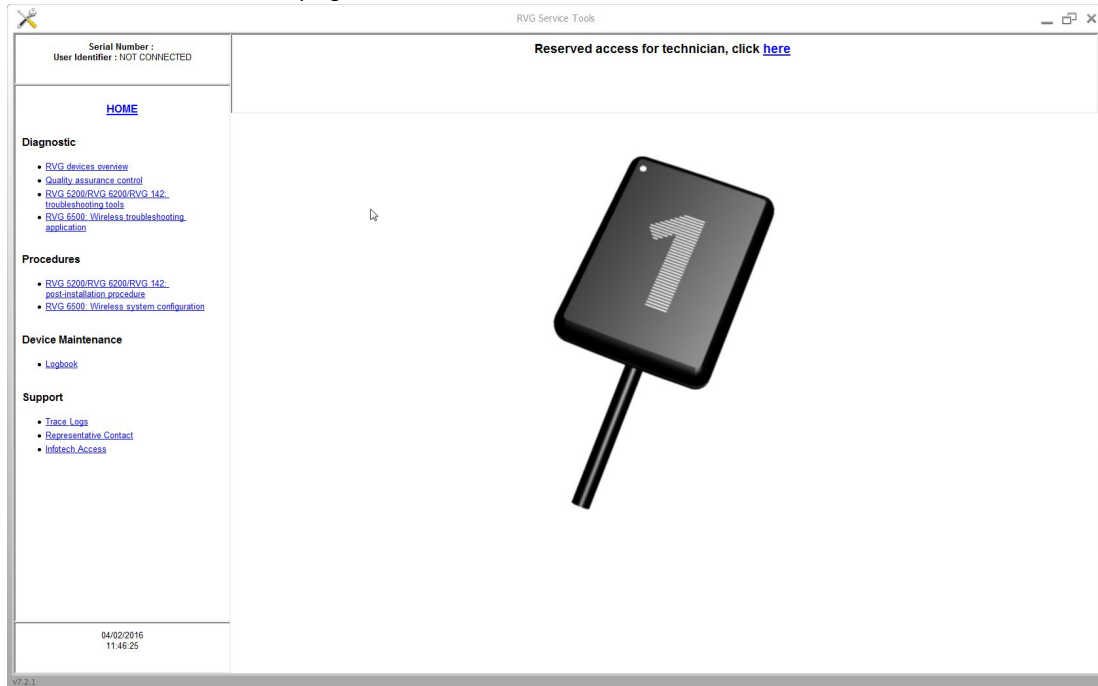 RVG Service Tools
Serial Number :
User Identifier : NOT CONNECTED
Reserved access for technician, click here
HOME
Diagnostic
RVG devices overview
Quality assurance control
RVG 5200/RVG 6200/RVG 142:
troubleshooting tools
RVG 6500: Wireless troubleshooting
application
Procedures
RVG 5200/RVG 6200/RVG 142:
post-installation procedure
RVG 6500: Wireless system configuration
Device Maintenance
Logbook
Support
Trace Logs
Representative Contact
Infotech Access
1
04/02/2016
11:46:25
v7.2.1